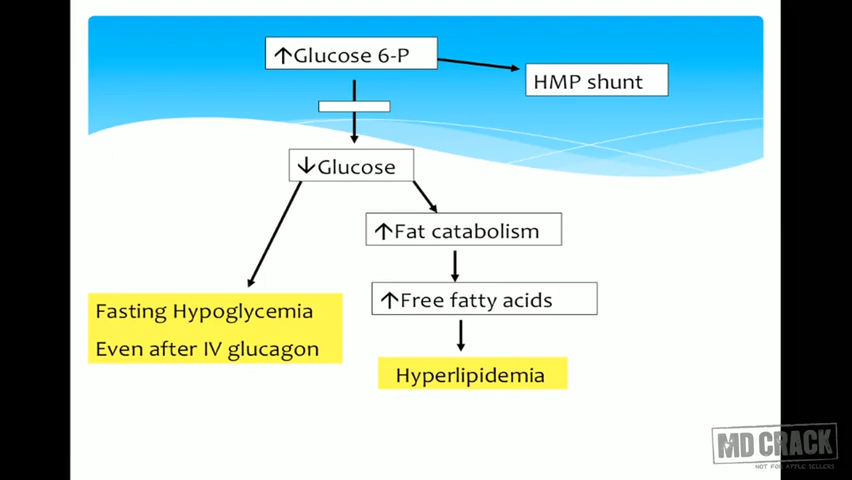 ↑Glucose 6-P
HMP shunt
↓Glucose
↑Fat catabolism
↑Free fatty acids
Fasting Hypoglycemia
Even after IV glucagon
Hyperlipidemia
MD CRACK
NOT FOR APPLE SELLERS